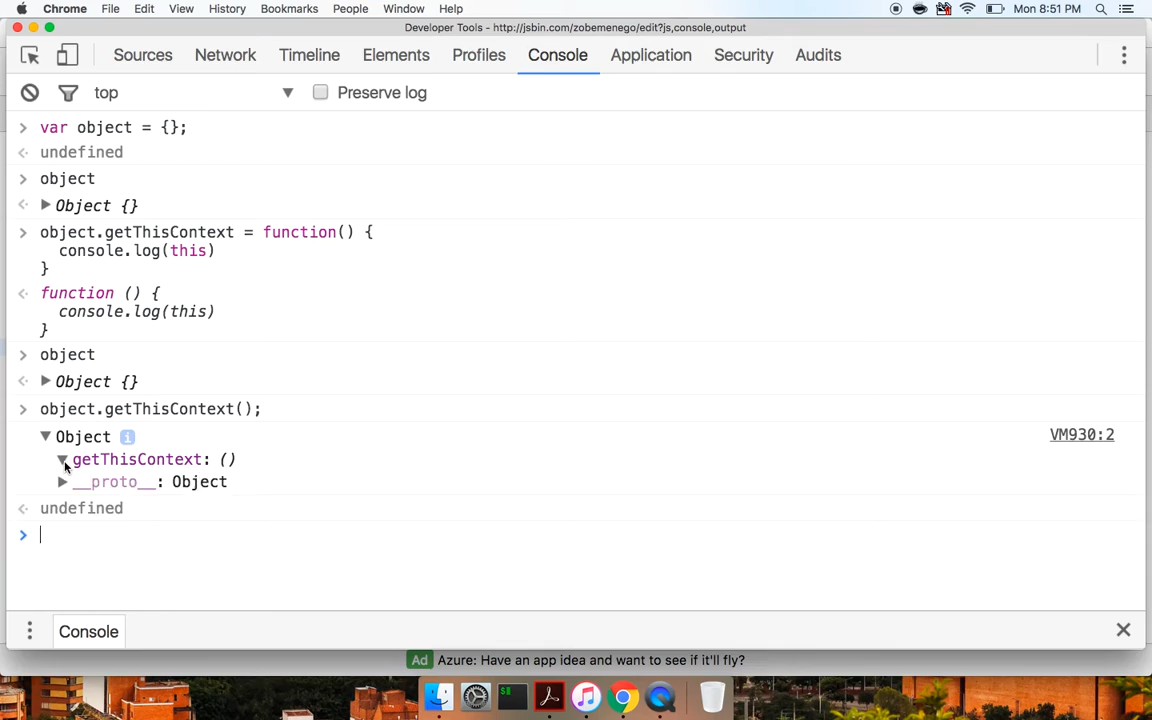 Chrome File Edit View History Bookmarks People Window Help Mon 8:51 PM
Developer Tools - http://jsbin.com/zobemenego/edit?js,console,output
Sources Network Timeline Elements Profiles Console Application Security Audits
top Preserve log
var object = {};
undefined
object
Object {}
object.getThisContext = function() {
console.log(this)
}
function () {
console.log(this)
}
object
Object {}
object.getThisContext();
Object i VM930:2
getThisContext: ()
__proto__: Object
undefined
Console
Ad Azure: Have an app idea and want to see if it'll fly?